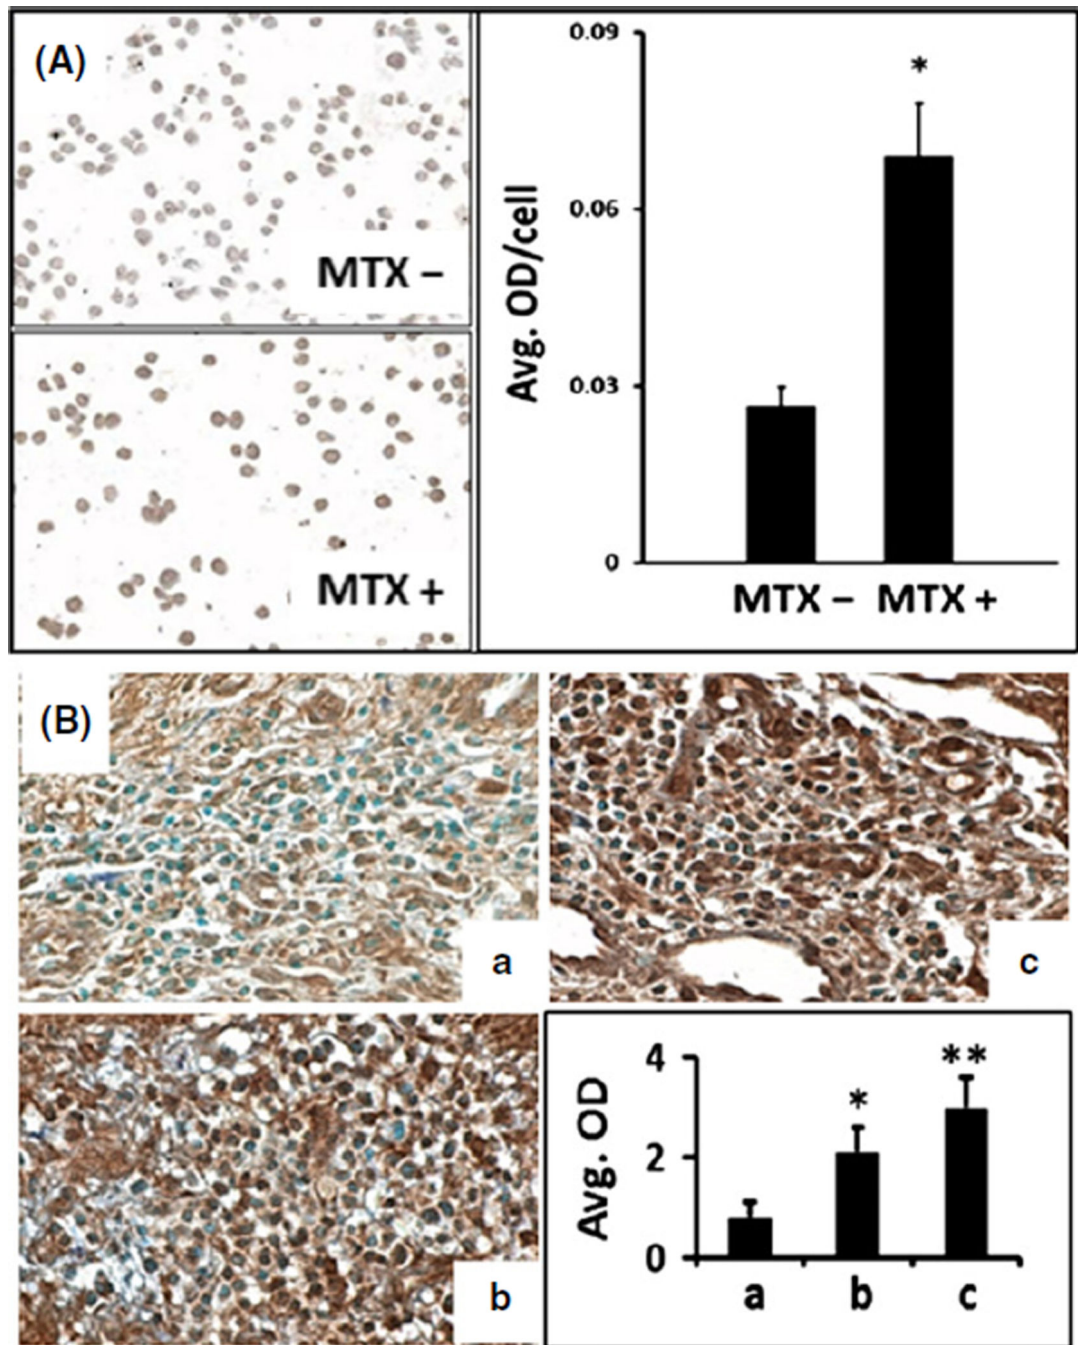 (A)
MTX –
MTX +
Avg. OD/cell
0.09
0.06
0.03
0
*
MTX – MTX +
(B)
a
c
b
Avg. OD
4
2
0
*
**
a b c